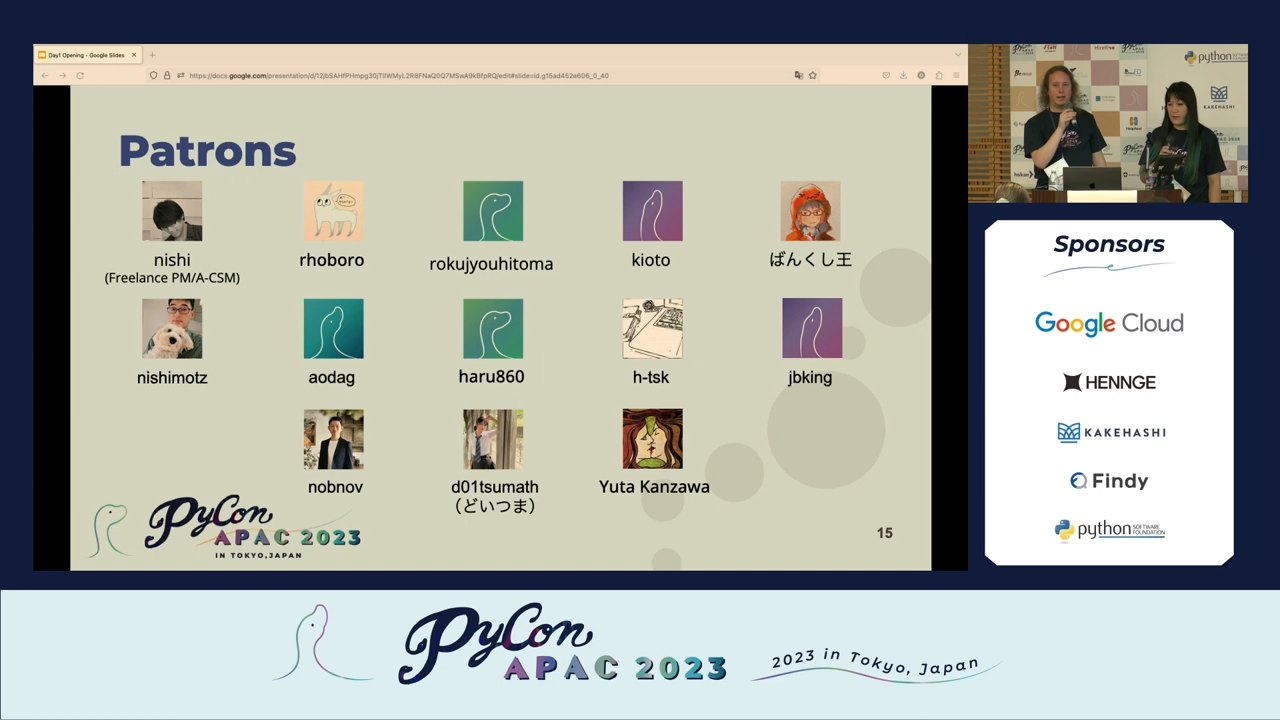 Day1 Opening - Google Slides
Patrons
nishi
(Freelance PM/A-CSM)
rhoboro
rokujyouhitoma
kioto
ばんくし王
nishimotz
aodag
haru860
h-tsk
jbking
nobnov
d01tsumath
(どいつま)
Yuta Kanzawa
PyCon
APAC 2023
IN TOKYO,JAPAN
15
python
KAKEHASHI
Sponsors
Google Cloud
HENNGE
KAKEHASHI
Findy
python SOFTWARE FOUNDATION
PyCon
APAC 2023
2023 in Tokyo, Japan